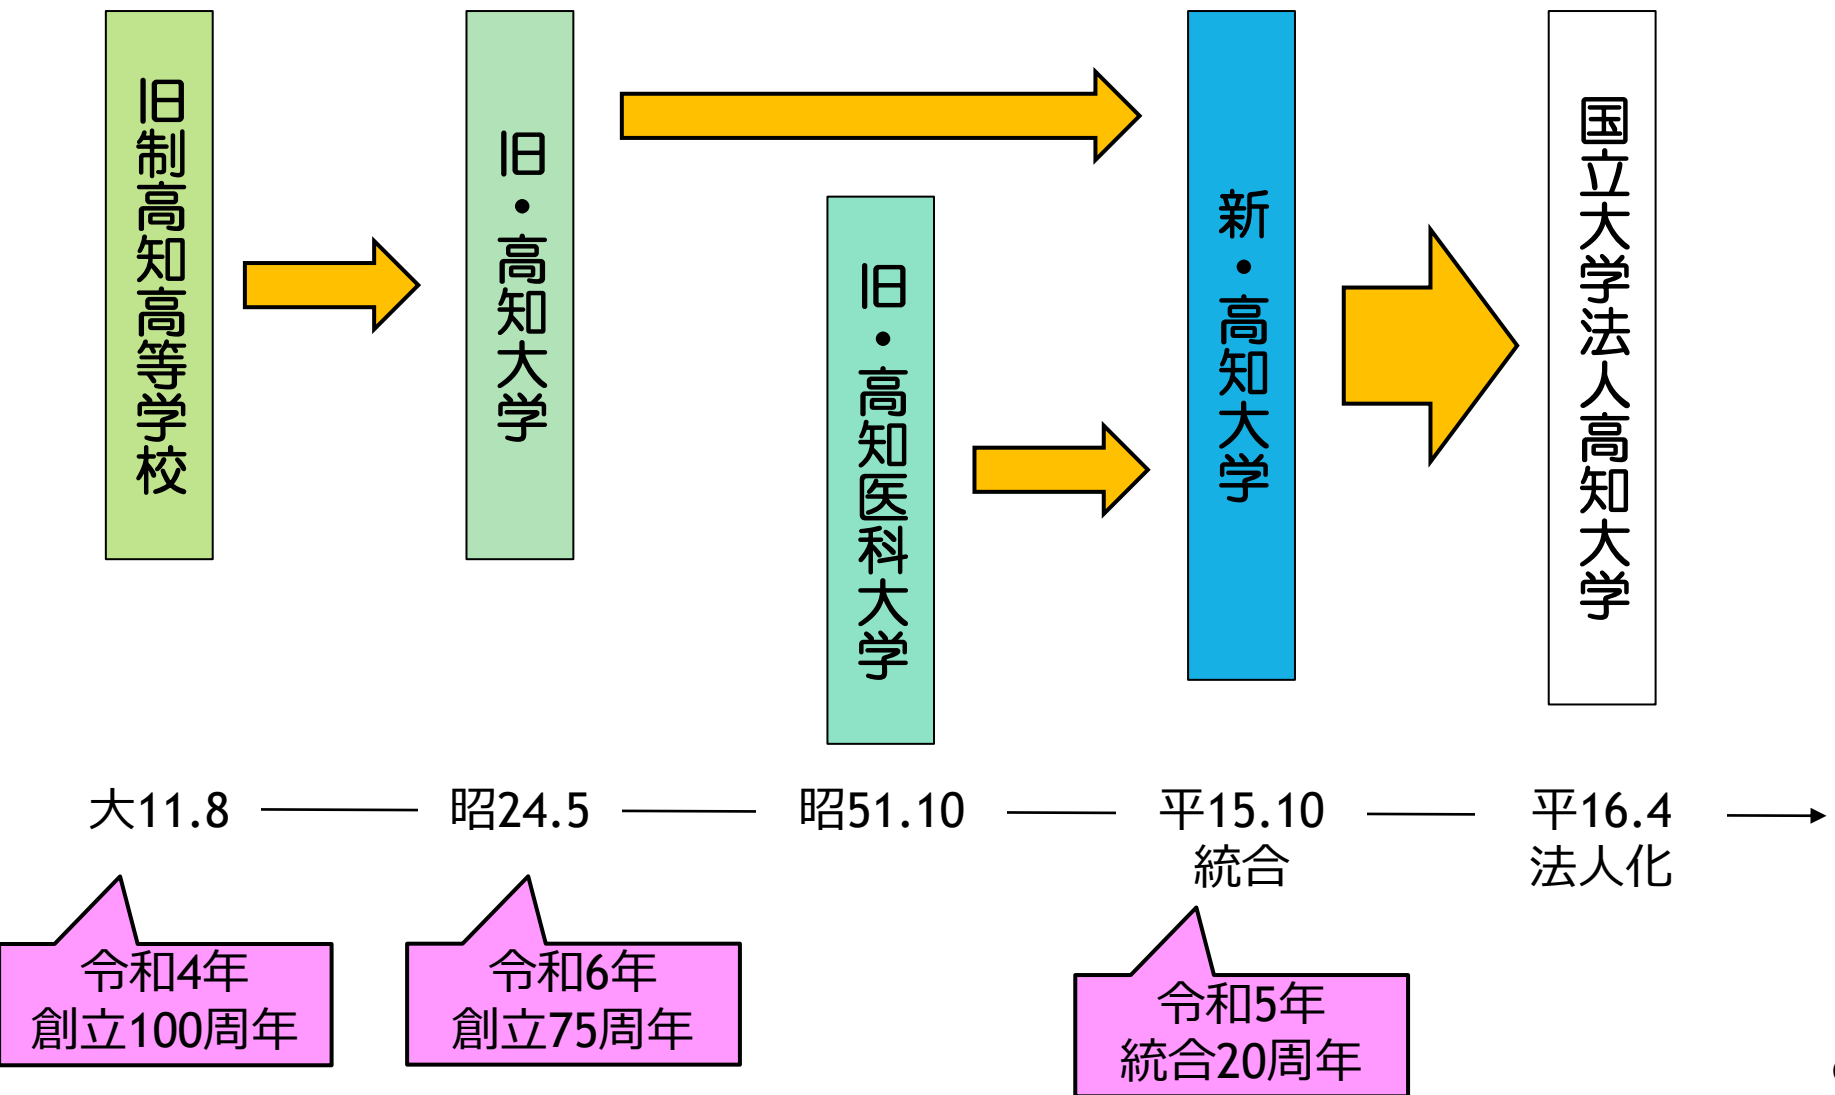 旧制高知高等学校
旧・高知大学
旧・高知医科大学
新・高知大学
国立大学法人高知大学
大11.8
昭24.5
昭51.10
平15.10
統合
平16.4
法人化
令和4年
創立100周年
令和6年
創立75周年
令和5年
統合20周年